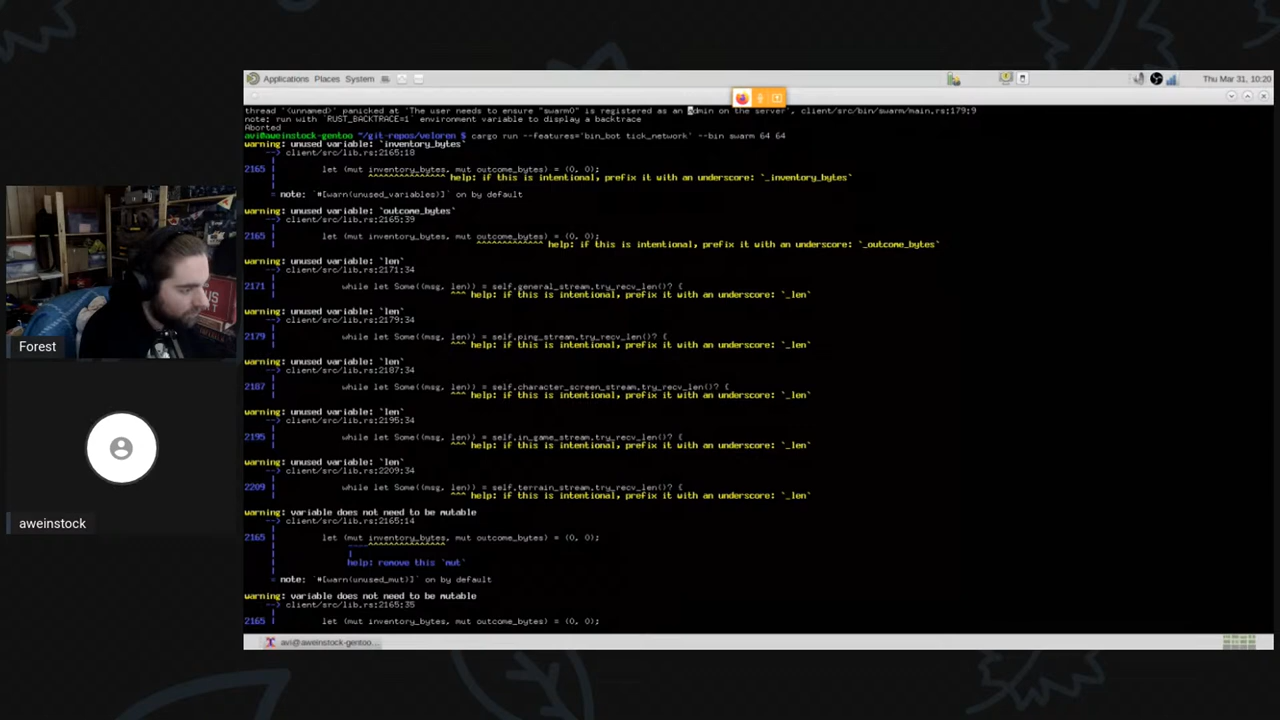 Applications Places System
Thu Mar 31, 10:20
thread '<unnamed>' panicked at 'The user needs to ensure "swarm0" is registered as an admin on the server', client/src/bin/swarm/main.rs:179:9
note: run with `RUST_BACKTRACE=1` environment variable to display a backtrace
Aborted
avi@aweinstock-gentoo ~/git-repos/veloren $ cargo run --features='bin_bot tick_network' --bin swarm 64 64
warning: unused variable: `inventory_bytes`
--> client/src/lib.rs:2165:18
2165 | let (mut inventory_bytes, mut outcome_bytes) = (0, 0);
^^^^^^^^^^^^^^^ help: if this is intentional, prefix it with an underscore: `_inventory_bytes`
= note: `#[warn(unused_variables)]` on by default
warning: unused variable: `outcome_bytes`
--> client/src/lib.rs:2165:39
2165 | let (mut inventory_bytes, mut outcome_bytes) = (0, 0);
^^^^^^^^^^^^^ help: if this is intentional, prefix it with an underscore: `_outcome_bytes`
warning: unused variable: `len`
--> client/src/lib.rs:2171:34
2171 | while let Some((msg, len)) = self.general_stream.try_recv_len()? {
^^^ help: if this is intentional, prefix it with an underscore: `_len`
warning: unused variable: `len`
--> client/src/lib.rs:2179:34
2179 | while let Some((msg, len)) = self.ping_stream.try_recv_len()? {
^^^ help: if this is intentional, prefix it with an underscore: `_len`
warning: unused variable: `len`
--> client/src/lib.rs:2187:34
2187 | while let Some((msg, len)) = self.character_screen_stream.try_recv_len()? {
^^^ help: if this is intentional, prefix it with an underscore: `_len`
warning: unused variable: `len`
--> client/src/lib.rs:2195:34
2195 | while let Some((msg, len)) = self.in_game_stream.try_recv_len()? {
^^^ help: if this is intentional, prefix it with an underscore: `_len`
warning: unused variable: `len`
--> client/src/lib.rs:2209:34
2209 | while let Some((msg, len)) = self.terrain_stream.try_recv_len()? {
^^^ help: if this is intentional, prefix it with an underscore: `_len`
warning: variable does not need to be mutable
--> client/src/lib.rs:2165:14
2165 | let (mut inventory_bytes, mut outcome_bytes) = (0, 0);
----^^^^^^^^^^^^^^^
|
help: remove this `mut`
= note: `#[warn(unused_mut)]` on by default
warning: variable does not need to be mutable
--> client/src/lib.rs:2165:35
2165 | let (mut inventory_bytes, mut outcome_bytes) = (0, 0);
avi@aweinstock-gentoo...
Forest
aweinstock